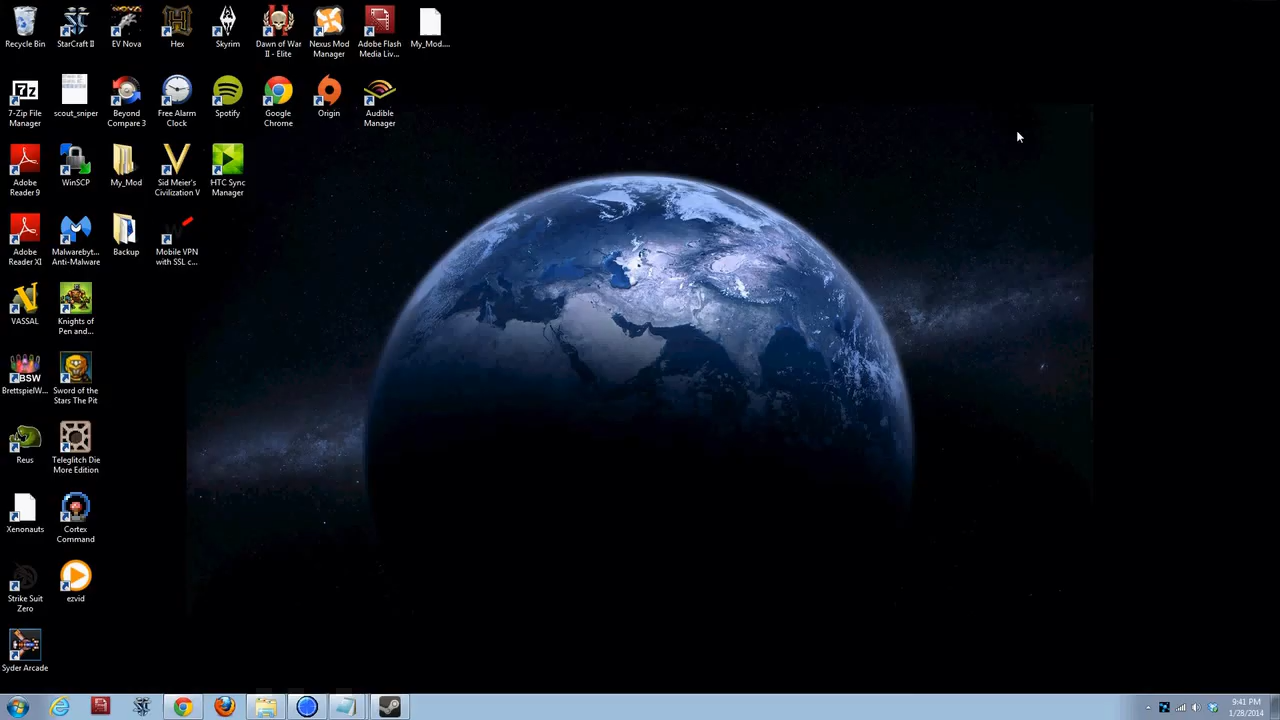 Recycle Bin
StarCraft II
EV Nova
Hex
Skyrim
Dawn of War
II - Elite
Nexus Mod
Manager
Adobe Flash
Media Liv...
My_Mod....
7z
7-Zip File
Manager
scout_sniper
Beyond
Compare 3
Free Alarm
Clock
Spotify
Google
Chrome
Origin
Audible
Manager
Adobe
Reader 9
WinSCP
My_Mod
Sid Meier's
Civilization V
HTC Sync
Manager
Adobe
Reader XI
Malwarebyt...
Anti-Malware
Backup
Mobile VPN
with SSL c...
VASSAL
Knights of
Pen and...
BSW
BrettspielW...
Sword of the
Stars The Pit
Reus
Teleglitch Die
More Edition
Xenonauts
Cortex
Command
Strike Suit
Zero
ezvid
Syder Arcade
9:41 PM
1/28/2014